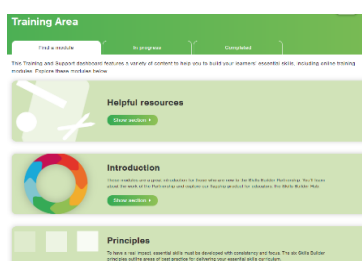 Training Area
Find a module In progress Completed
This Training and Support dashboard features a variety of content to help you to build your learners' essential skills, including online training
modules. Explore these modules below.
Helpful resources
Show section
Introduction
These modules are a great introduction for those who are new to the Skills Builder Partnership. You'll learn
about the work of the Partnership and explore our flagship product for educators, the Skills Builder Hub.
Show section
Principles
To have a real impact, essential skills must be developed with consistency and focus. The six Skills Builder
principles outline areas of best practice for delivering your essential skills curriculum.